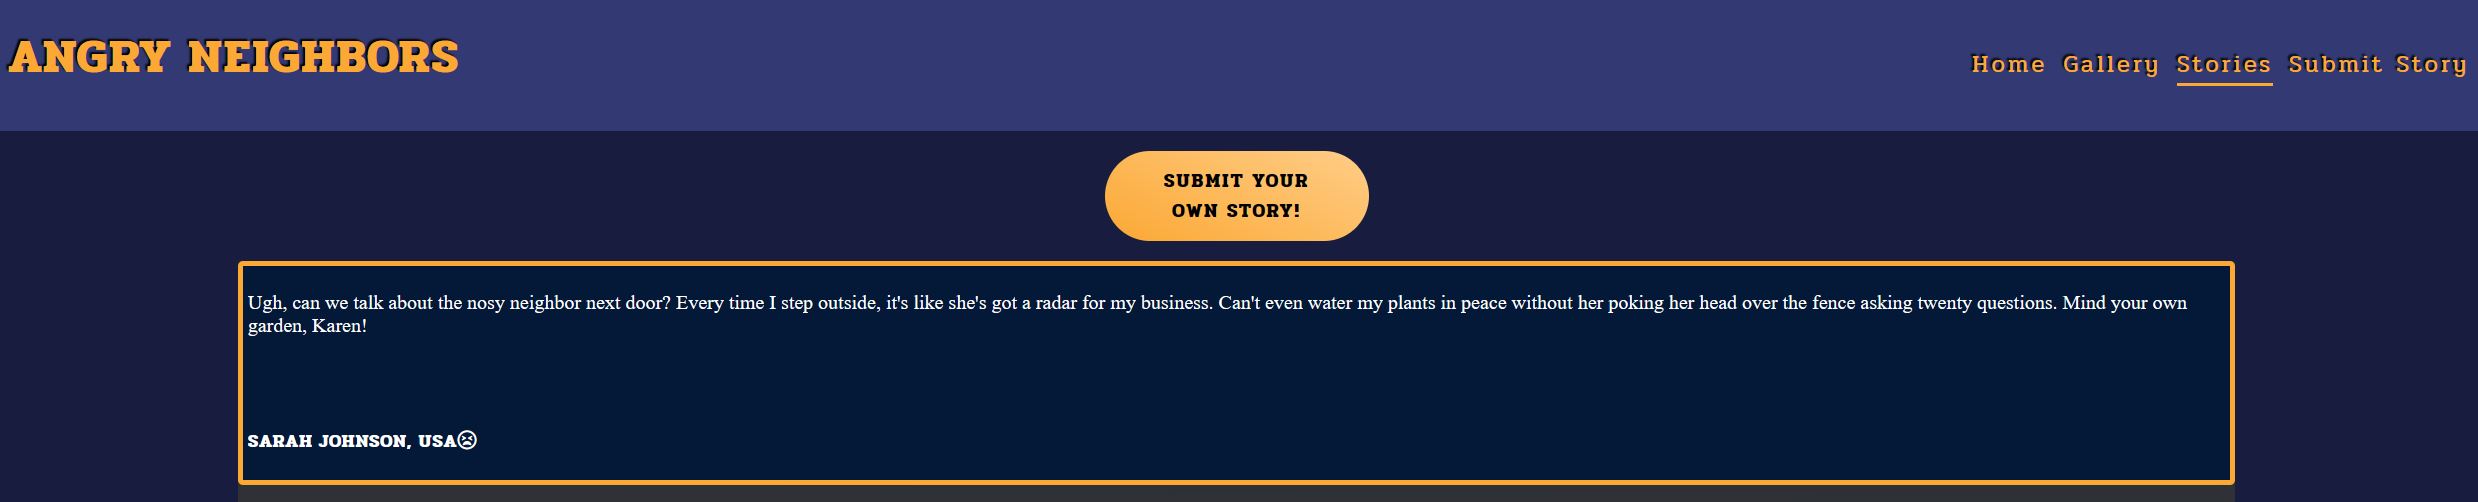 ANGRY NEIGHBORS
Home Gallery Stories Submit Story
SUBMIT YOUR
OWN STORY!
Ugh, can we talk about the nosy neighbor next door? Every time I step outside, it's like she's got a radar for my business. Can't even water my plants in peace without her poking her head over the fence asking twenty questions. Mind your own
garden, Karen!
SARAH JOHNSON, USA😣